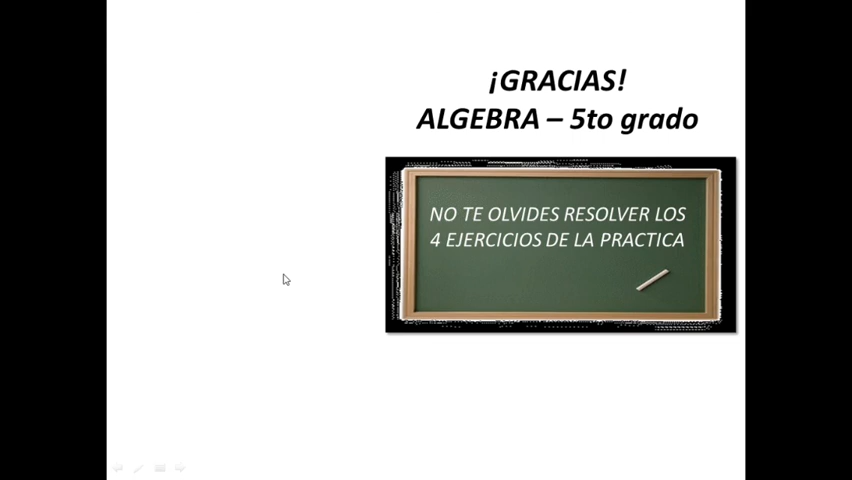 ¡GRACIAS!
ALGEBRA – 5to grado
NO TE OLVIDES RESOLVER LOS
4 EJERCICIOS DE LA PRACTICA